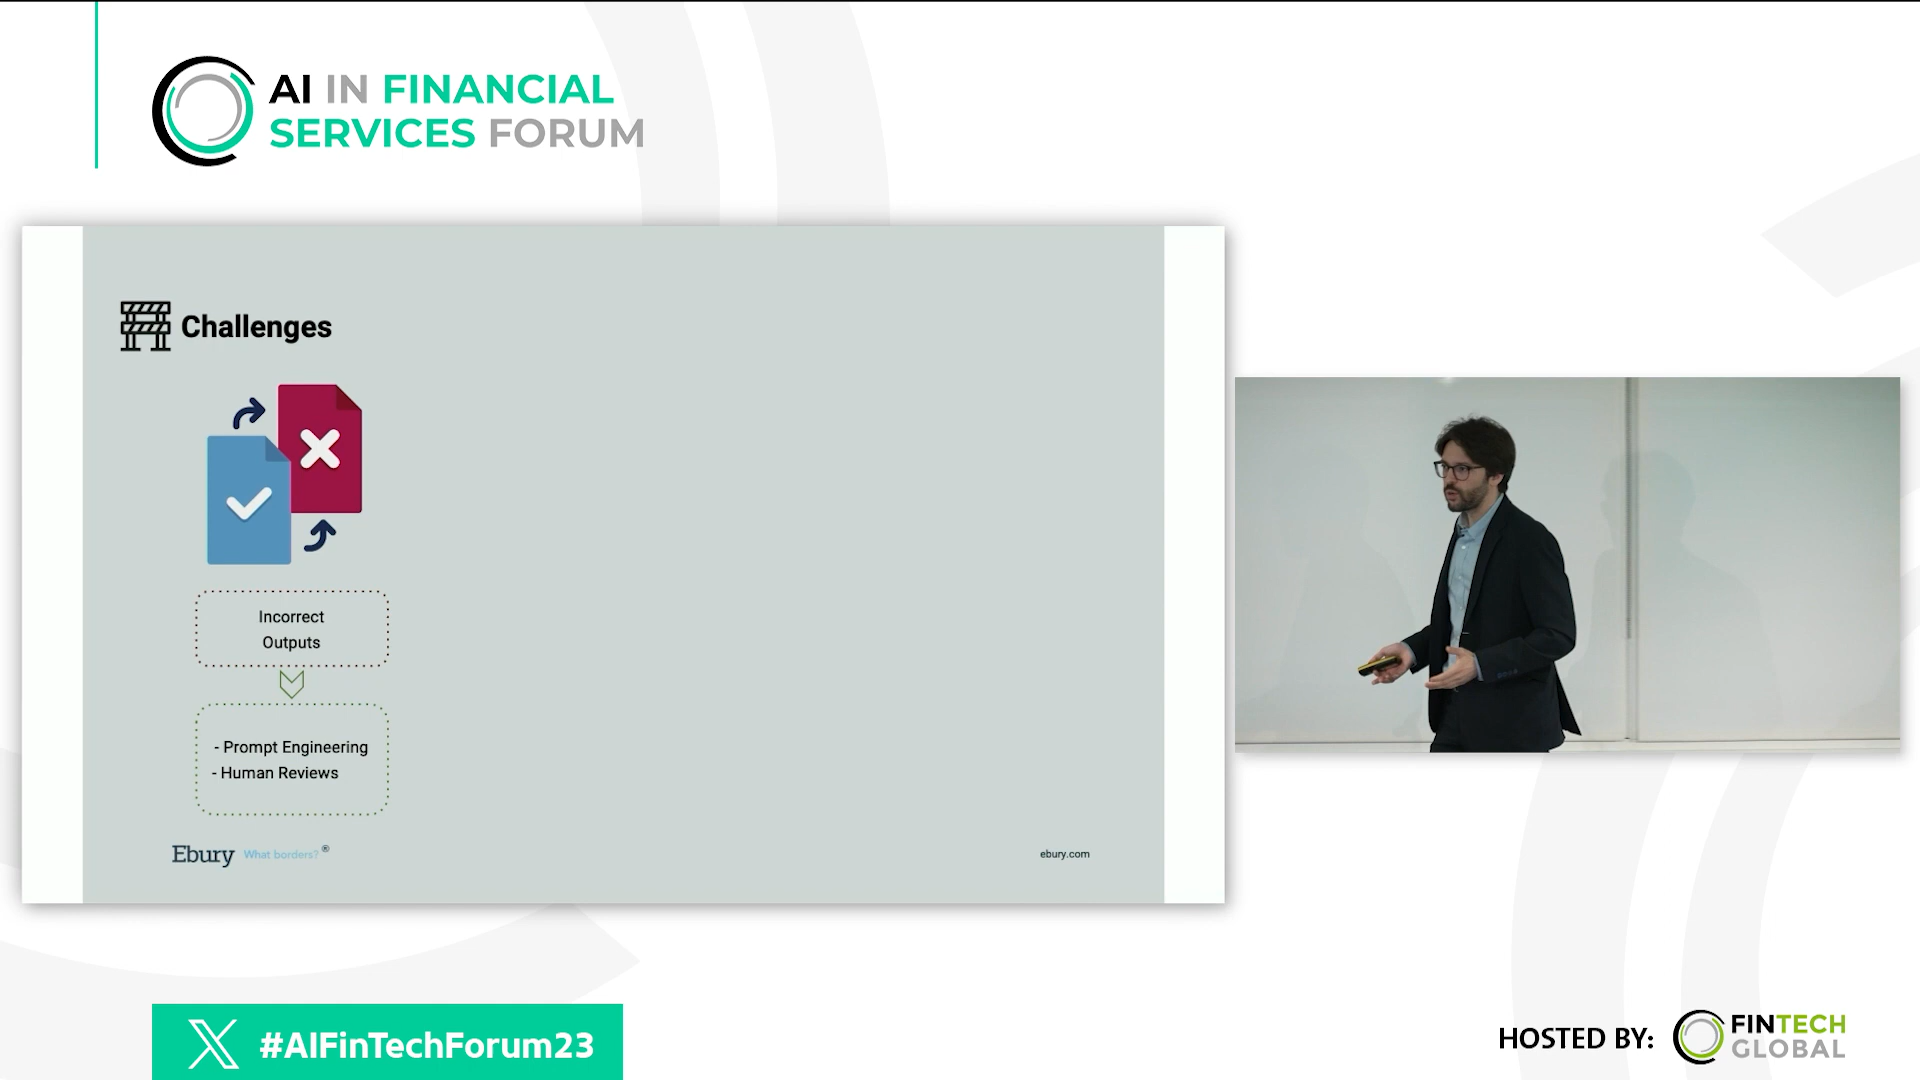 AI IN FINANCIAL
SERVICES FORUM
Challenges
Incorrect
Outputs
- Prompt Engineering
- Human Reviews
Ebury What borders? ®
ebury.com
X #AIFinTechForum23
HOSTED BY: FINTECH
GLOBAL